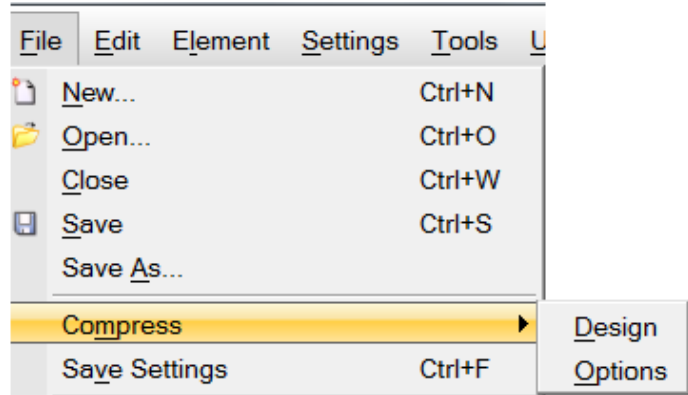 File Edit Element Settings Tools U
New... Ctrl+N
Open... Ctrl+O
Close Ctrl+W
Save Ctrl+S
Save As...
Compress
Design
Save Settings Ctrl+F
Options